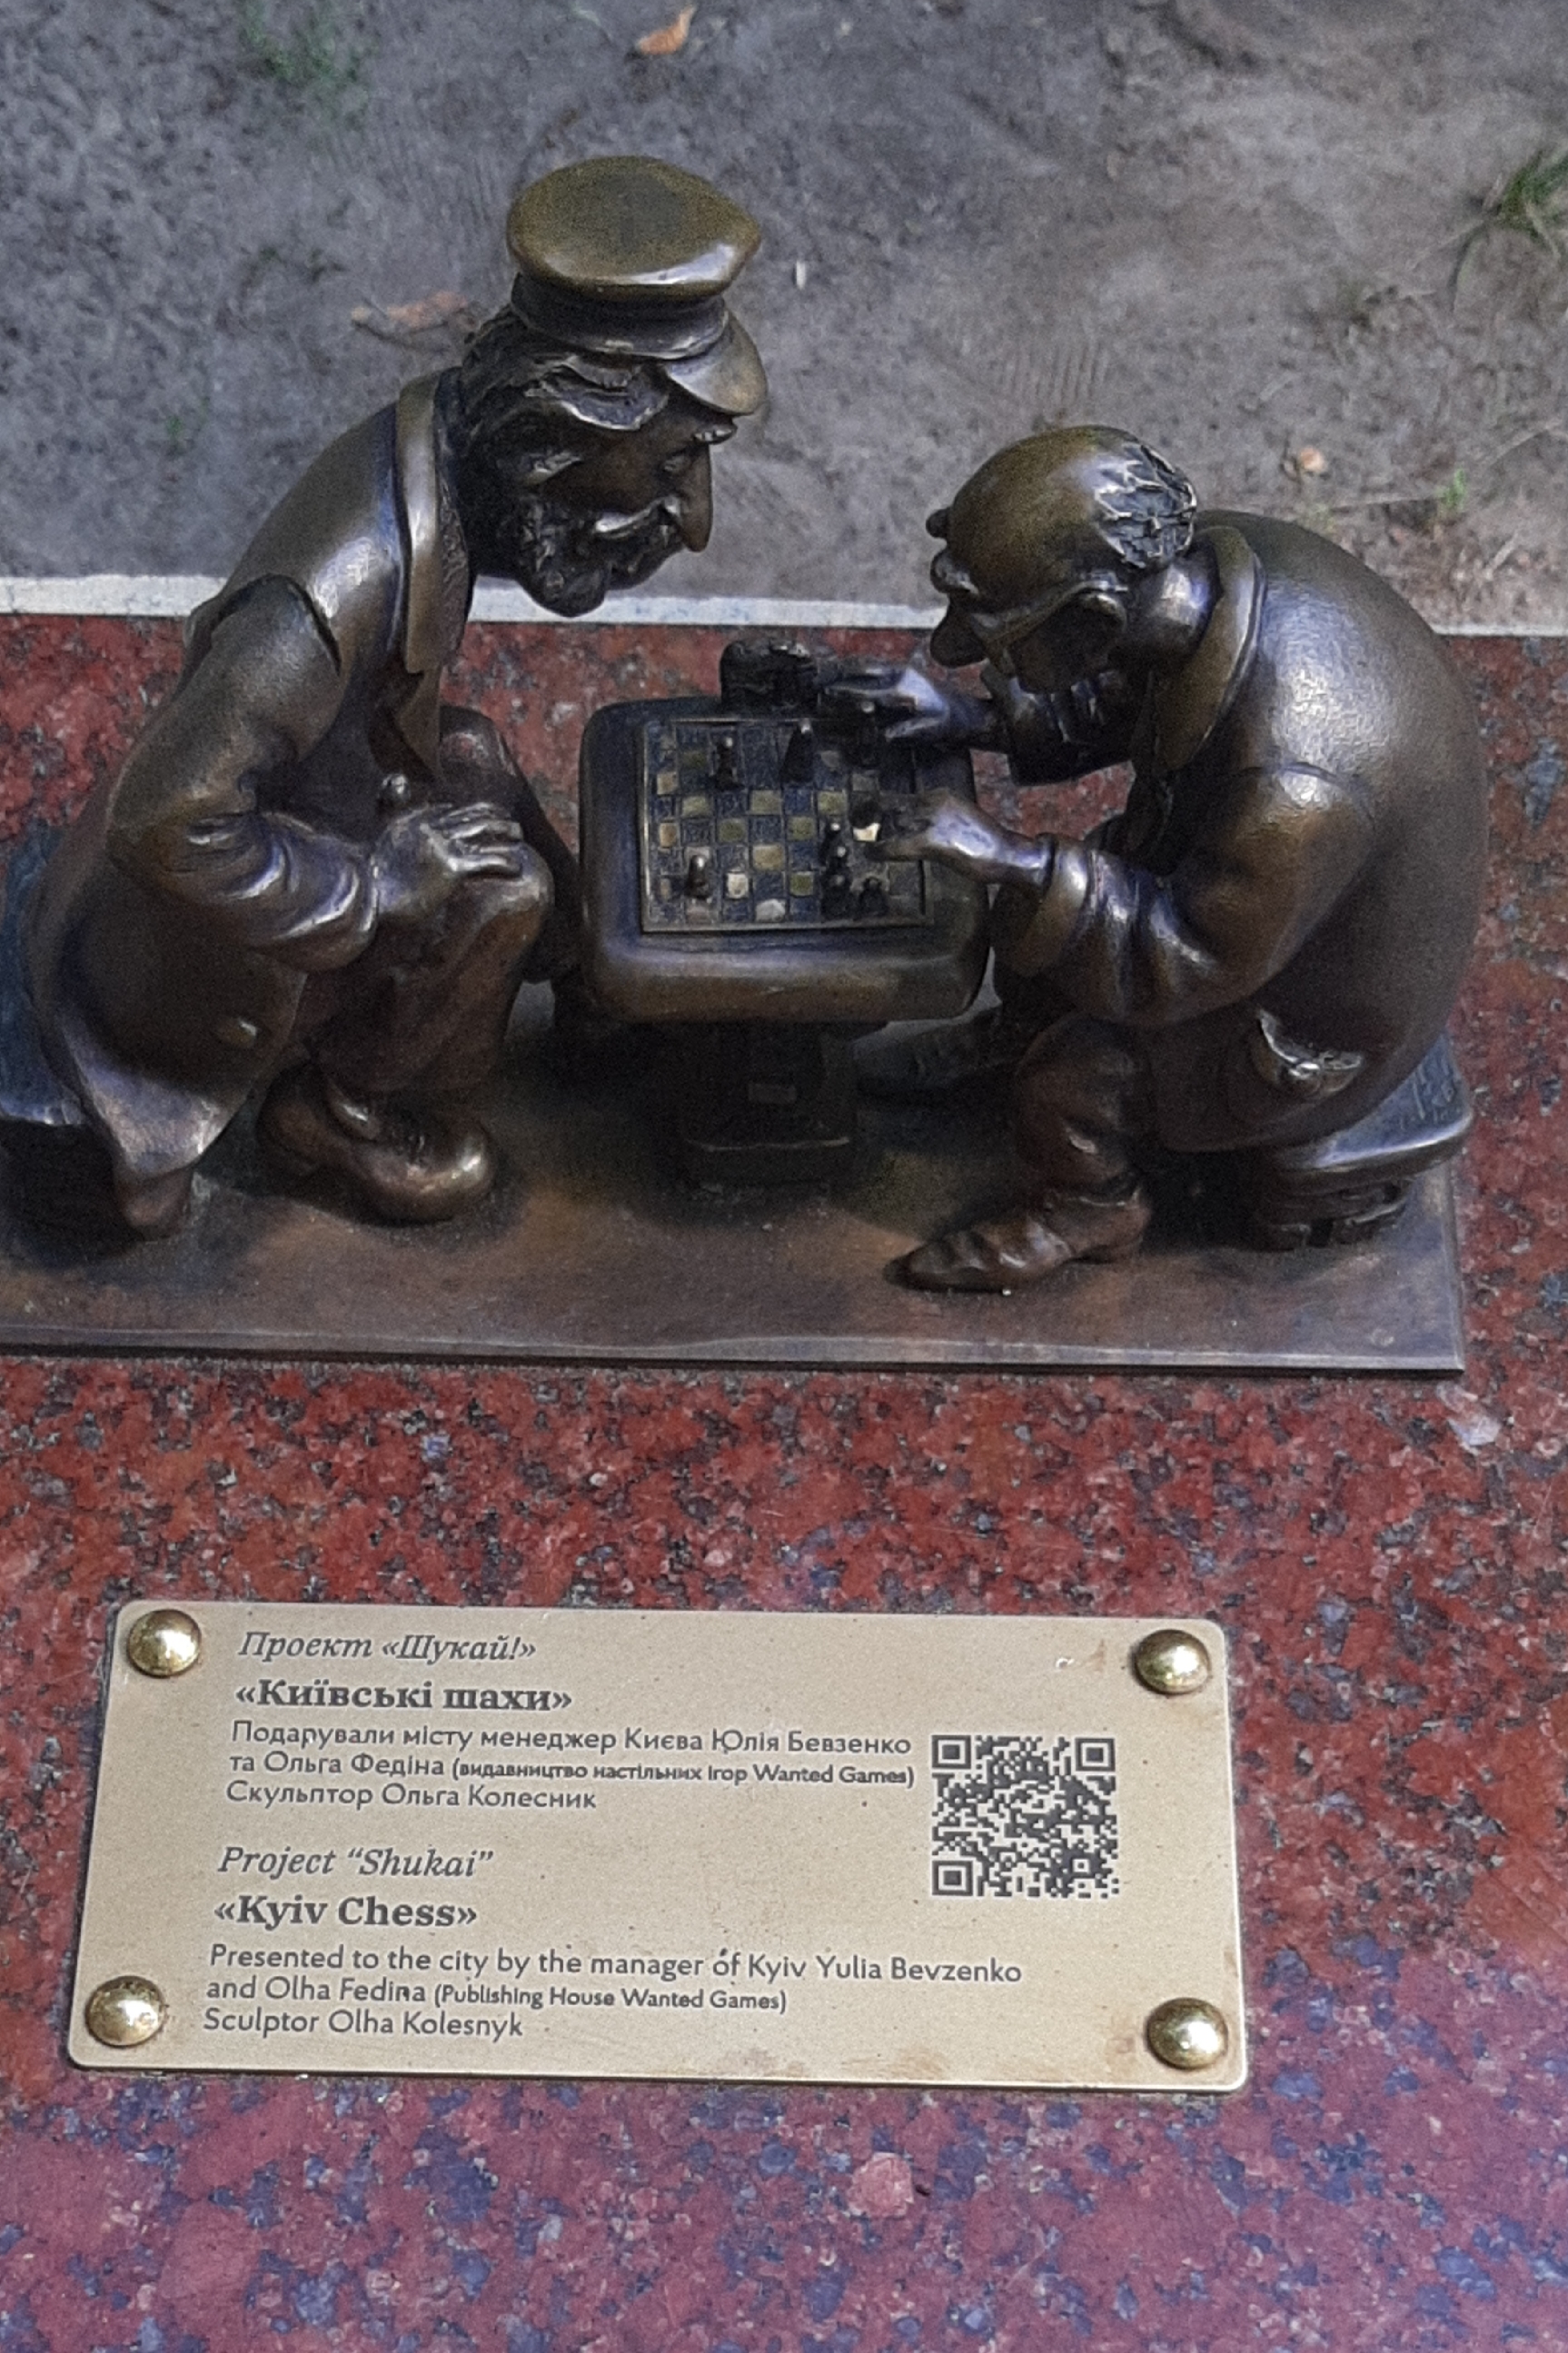 Проект «Шукай!»
«Київські шахи»
Подарували місту менеджер Києва Юлія Бевзенко
та Ольга Федіна (видавництво настільних ігор Wanted Games)
Скульптор Ольга Колесник
Project “Shukai”
«Kyiv Chess»
Presented to the city by the manager of Kyiv Yulia Bevzenko
and Olha Fedina (Publishing House Wanted Games)
Sculptor Olha Kolesnyk